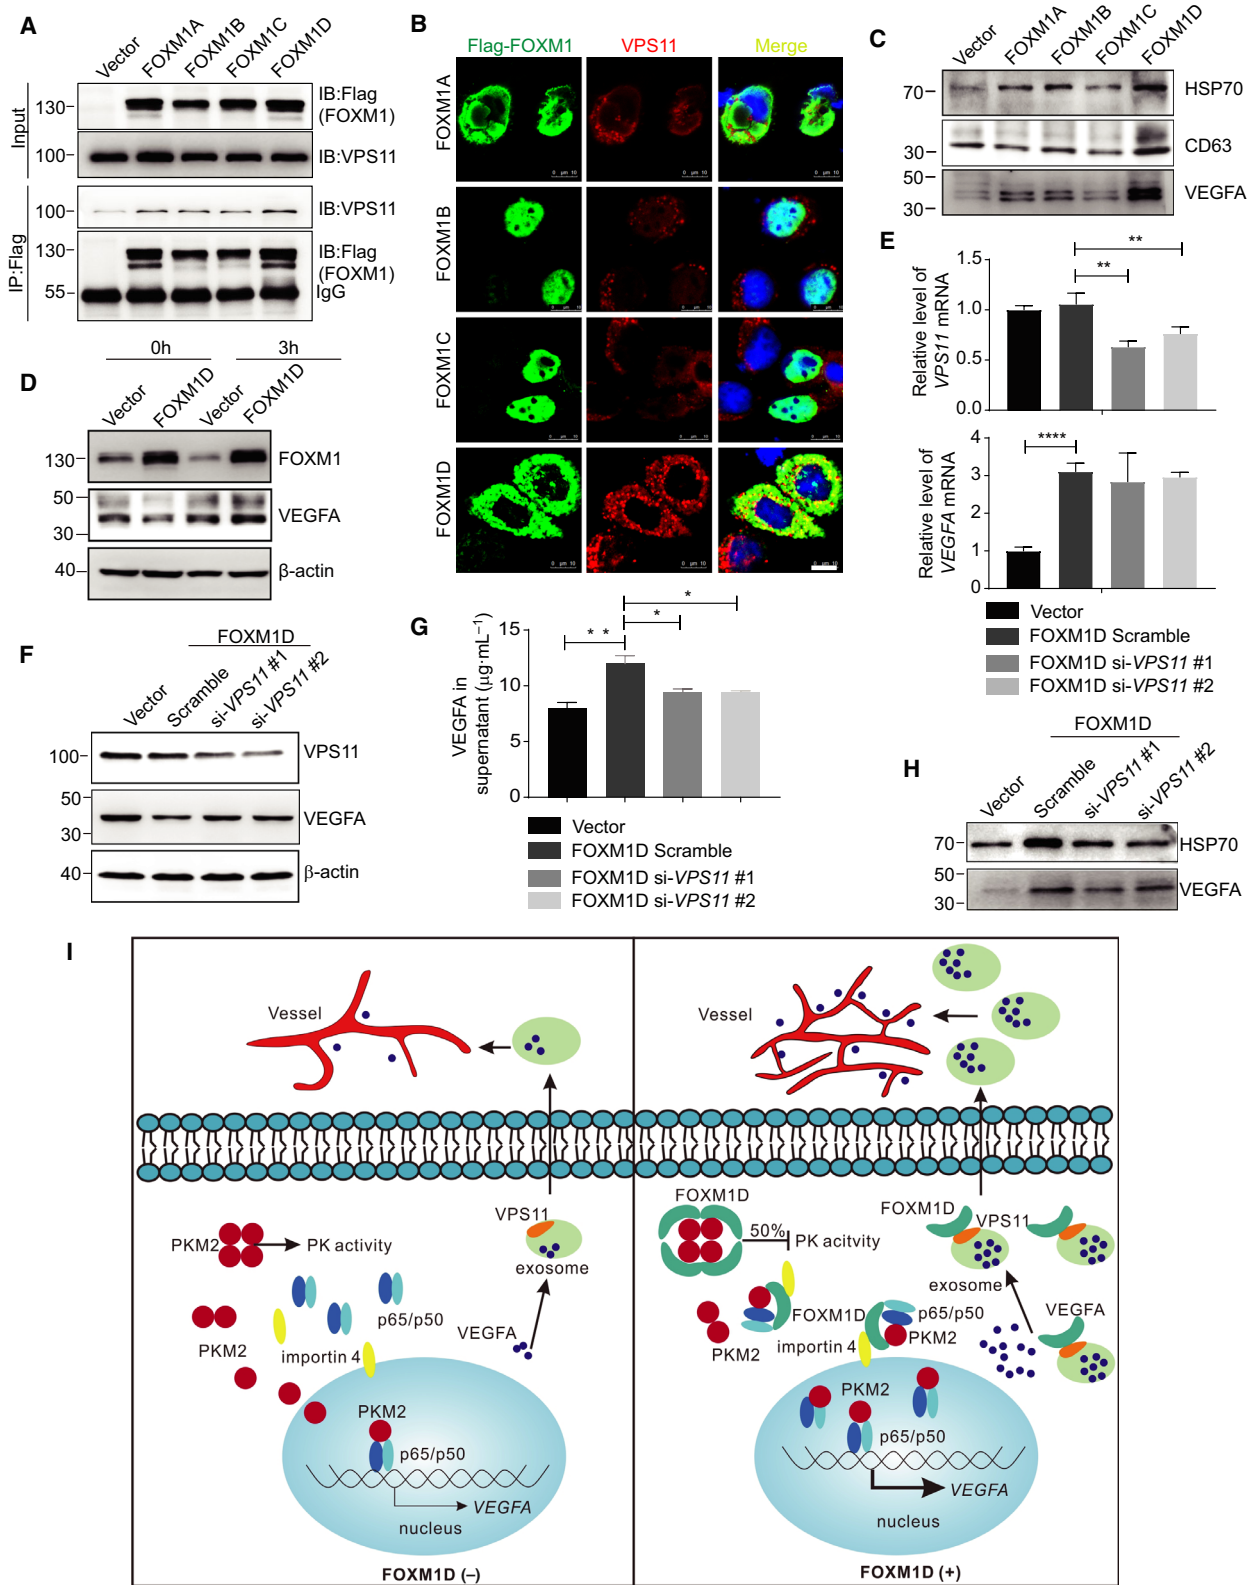 A
Vector
FOXM1A
FOXM1B
FOXM1C
FOXM1D
Input
130
IB:Flag
(FOXM1)
100
IB:VPS11
IP:Flag
100
IB:VPS11
130
IB:Flag
(FOXM1)
55
IgG
B
Flag-FOXM1
VPS11
Merge
FOXM1A
FOXM1B
FOXM1C
FOXM1D
C
Vector
FOXM1A
FOXM1B
FOXM1C
FOXM1D
70
HSP70
30
CD63
50
30
VEGFA
D
0h
3h
Vector
FOXM1D
Vector
FOXM1D
130
FOXM1
50
30
VEGFA
40
β-actin
E
Relative level of
VPS11 mRNA
1.5
1.0
0.5
0.0
**
**
Relative level of
VEGFA mRNA
4
3
2
1
0
****
Vector
FOXM1D Scramble
FOXM1D si-VPS11 #1
FOXM1D si-VPS11 #2
F
FOXM1D
Vector
Scramble
si-VPS11 #1
si-VPS11 #2
100
VPS11
50
30
VEGFA
40
β-actin
G
VEGFA in
supernatant (μg·mL−1)
15
10
5
0
* *
*
*
Vector
FOXM1D Scramble
FOXM1D si-VPS11 #1
FOXM1D si-VPS11 #2
H
FOXM1D
Vector
Scramble
si-VPS11 #1
si-VPS11 #2
70
HSP70
50
30
VEGFA
I
Vessel
VPS11
PKM2
PK activity
exosome
p65/p50
VEGFA
PKM2
importin 4
PKM2
p65/p50
VEGFA
nucleus
FOXM1D (−)
Vessel
FOXM1D
50%
PK acitvity
FOXM1D
VPS11
exosome
FOXM1D
p65/p50
VEGFA
PKM2
importin 4
PKM2
PKM2
p65/p50
VEGFA
nucleus
FOXM1D (+)